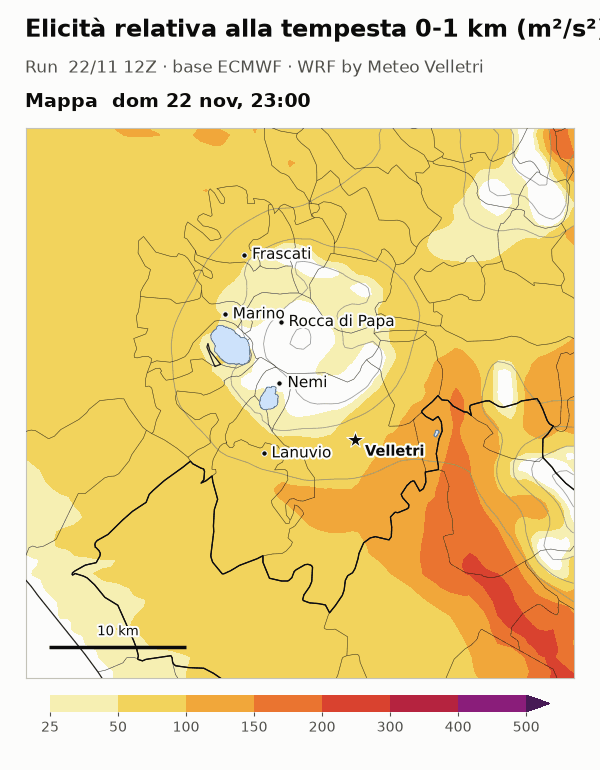 Elicità relativa alla tempesta 0-1 km (m²/s²)
Run  22/11 12Z · base ECMWF · WRF by Meteo Velletri
Mappa  dom 22 nov, 23:00
Frascati
Marino
Rocca di Papa
Nemi
Velletri
Lanuvio
10 km
25 50 100 150 200 300 400 500